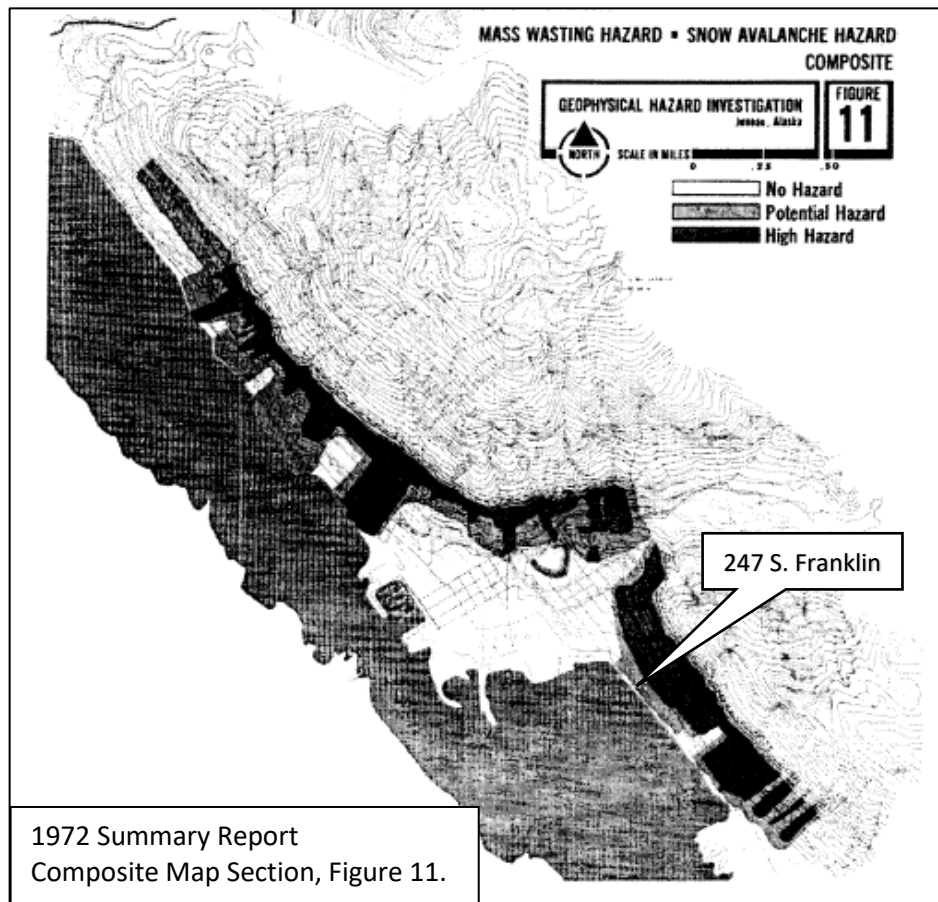 MASS WASTING HAZARD ▪ SNOW AVALANCHE HAZARD
COMPOSITE
GEOPHYSICAL HAZARD INVESTIGATION
Juneau, Alaska
FIGURE
11
NORTH
SCALE IN MILES
0 .25 .50
No Hazard
Potential Hazard
High Hazard
247 S. Franklin
1972 Summary Report
Composite Map Section, Figure 11.